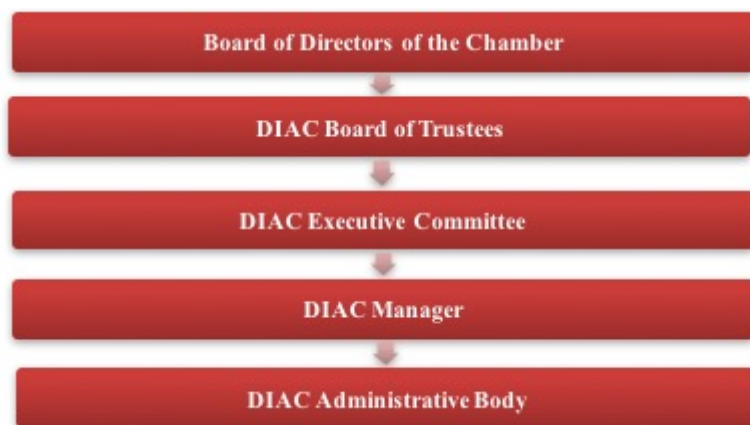 Board of Directors of the Chamber
DIAC Board of Trustees
DIAC Executive Committee
DIAC Manager
DIAC Administrative Body